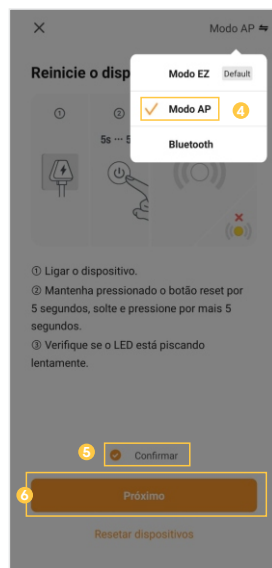 Modo AP
Reinicie o disp
Modo EZ Default
Modo AP 4
Bluetooth
① ②
5s ··· 5
① Ligar o dispositivo.
② Mantenha pressionado o botão reset por
5 segundos, solte e pressione por mais 5
segundos.
③ Verifique se o LED está piscando
lentamente.
5 Confirmar
6 Próximo
Resetar dispositivos